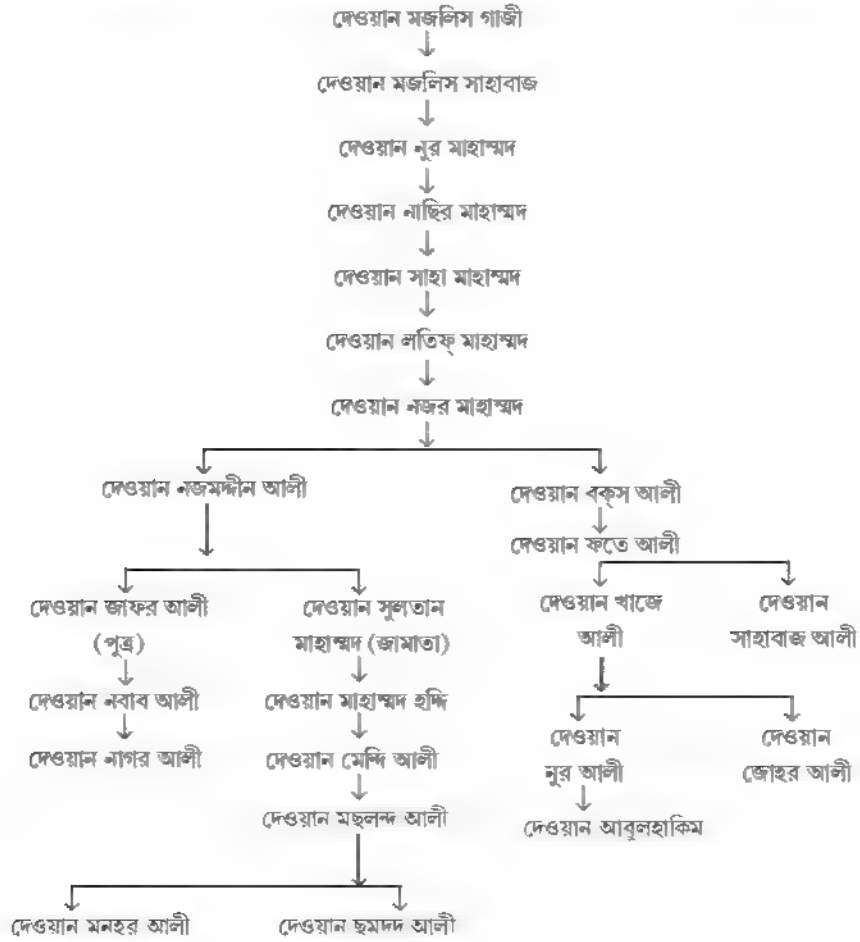 দেওয়ান মজলিস গাজী
দেওয়ান মজলিস সাহাবাজ
দেওয়ান নুর মাহাম্মদ
দেওয়ান নাছির মাহাম্মদ
দেওয়ান সাহা মাহাম্মদ
দেওয়ান লতিফ্ মাহাম্মদ
দেওয়ান নজর মাহাম্মদ
দেওয়ান নজমদ্দীন আলী
দেওয়ান বক্স আলী
দেওয়ান ফতে আলী
দেওয়ান জাফর আলী
(পুত্র)
দেওয়ান সুলতান
মাহাম্মদ (জামাতা)
দেওয়ান খাজে
আলী
দেওয়ান
সাহাবাজ আলী
দেওয়ান নবাব আলী
দেওয়ান মাহাম্মদ হদ্দি
দেওয়ান নাগর আলী
দেওয়ান মেন্দি আলী
দেওয়ান
নুর আলী
দেওয়ান
জোহর আলী
দেওয়ান মছলন্দ আলী
দেওয়ান আবুলহাকিম
দেওয়ান মনহর আলী
দেওয়ান ছমদদ আলী